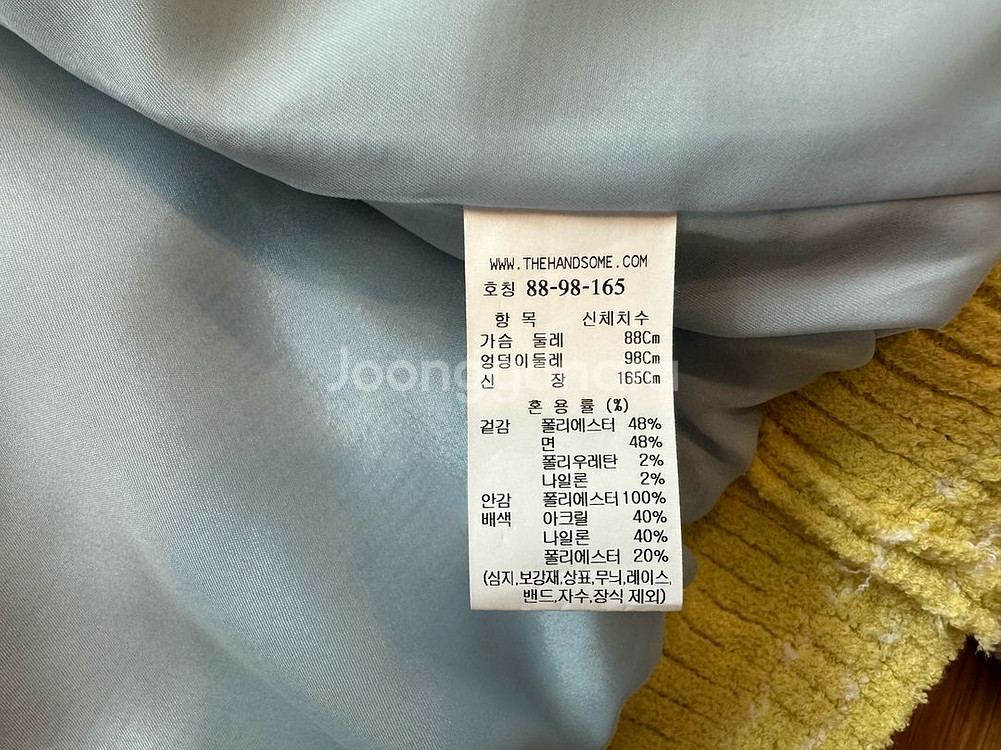 WWW.THEHANDSOME.COM
호칭 88-98-165
항 목 신체치수
가슴 둘레 88Cm
엉덩이둘레 98Cm
신 장 165Cm
혼 용 률 (%)
겉감 폴리에스터 48%
면 48%
폴리우레탄 2%
나일론 2%
안감 폴리에스터 100%
배색 아크릴 40%
나일론 40%
폴리에스터 20%
(심지,보강재,상표,무늬,레이스,
밴드,자수,장식 제외)